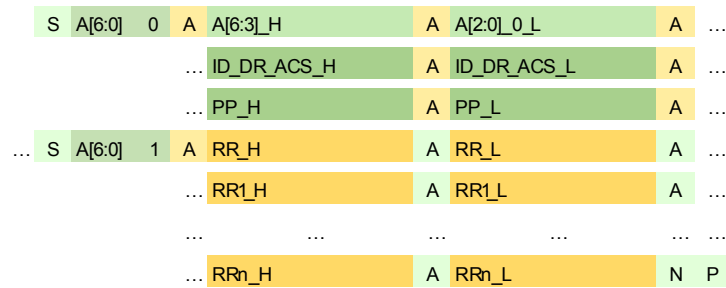 S A[6:0] 0 A A[6:3]_H A A[2:0]_0_L A …
… ID_DR_ACS_H A ID_DR_ACS_L A …
… PP_H A PP_L A …
… S A[6:0] 1 A RR_H A RR_L A …
… RR1_H A RR1_L A …
… … … … … …
… RRn_H A RRn_L N P